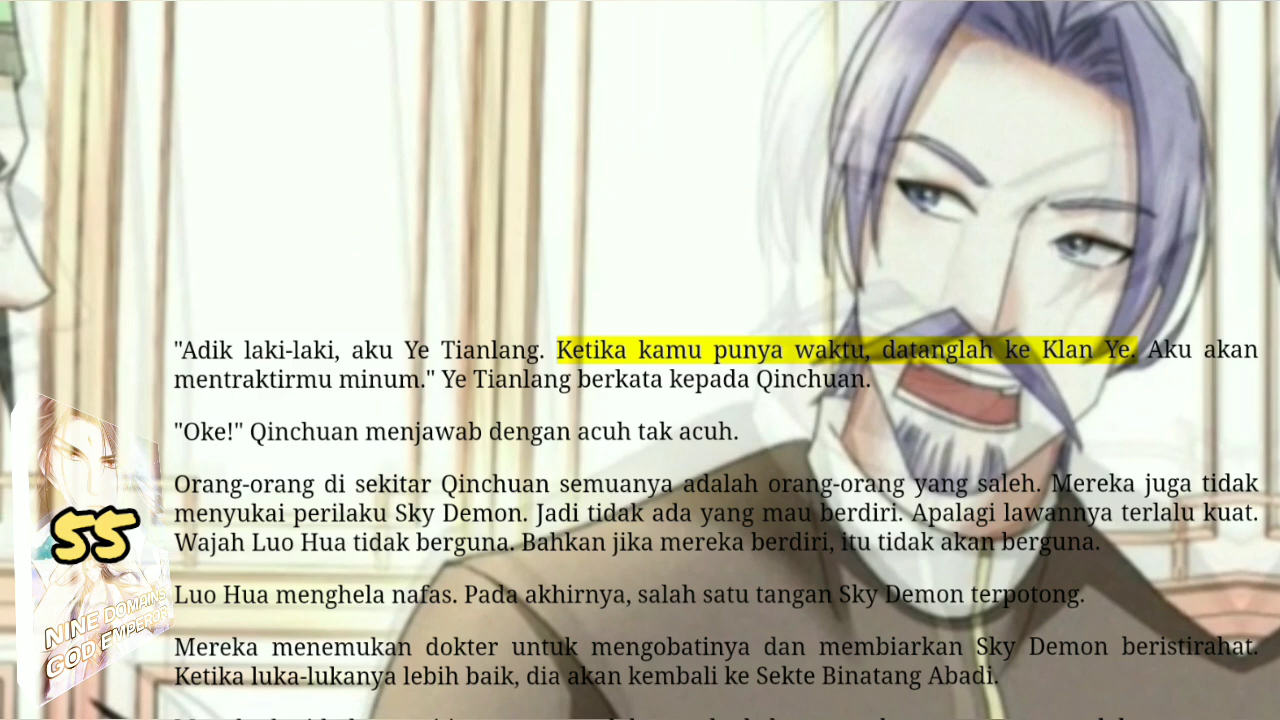 "Adik laki-laki, aku Ye Tianlang. Ketika kamu punya waktu, datanglah ke Klan Ye. Aku akan
mentraktirmu minum." Ye Tianlang berkata kepada Qinchuan.
"Oke!" Qinchuan menjawab dengan acuh tak acuh.
Orang-orang di sekitar Qinchuan semuanya adalah orang-orang yang saleh. Mereka juga tidak
menyukai perilaku Sky Demon. Jadi tidak ada yang mau berdiri. Apalagi lawannya terlalu kuat.
Wajah Luo Hua tidak berguna. Bahkan jika mereka berdiri, itu tidak akan berguna.
Luo Hua menghela nafas. Pada akhirnya, salah satu tangan Sky Demon terpotong.
Mereka menemukan dokter untuk mengobatinya dan membiarkan Sky Demon beristirahat.
Ketika luka-lukanya lebih baik, dia akan kembali ke Sekte Binatang Abadi.
SS
NINE DOMAINS
GOD EMPEROR